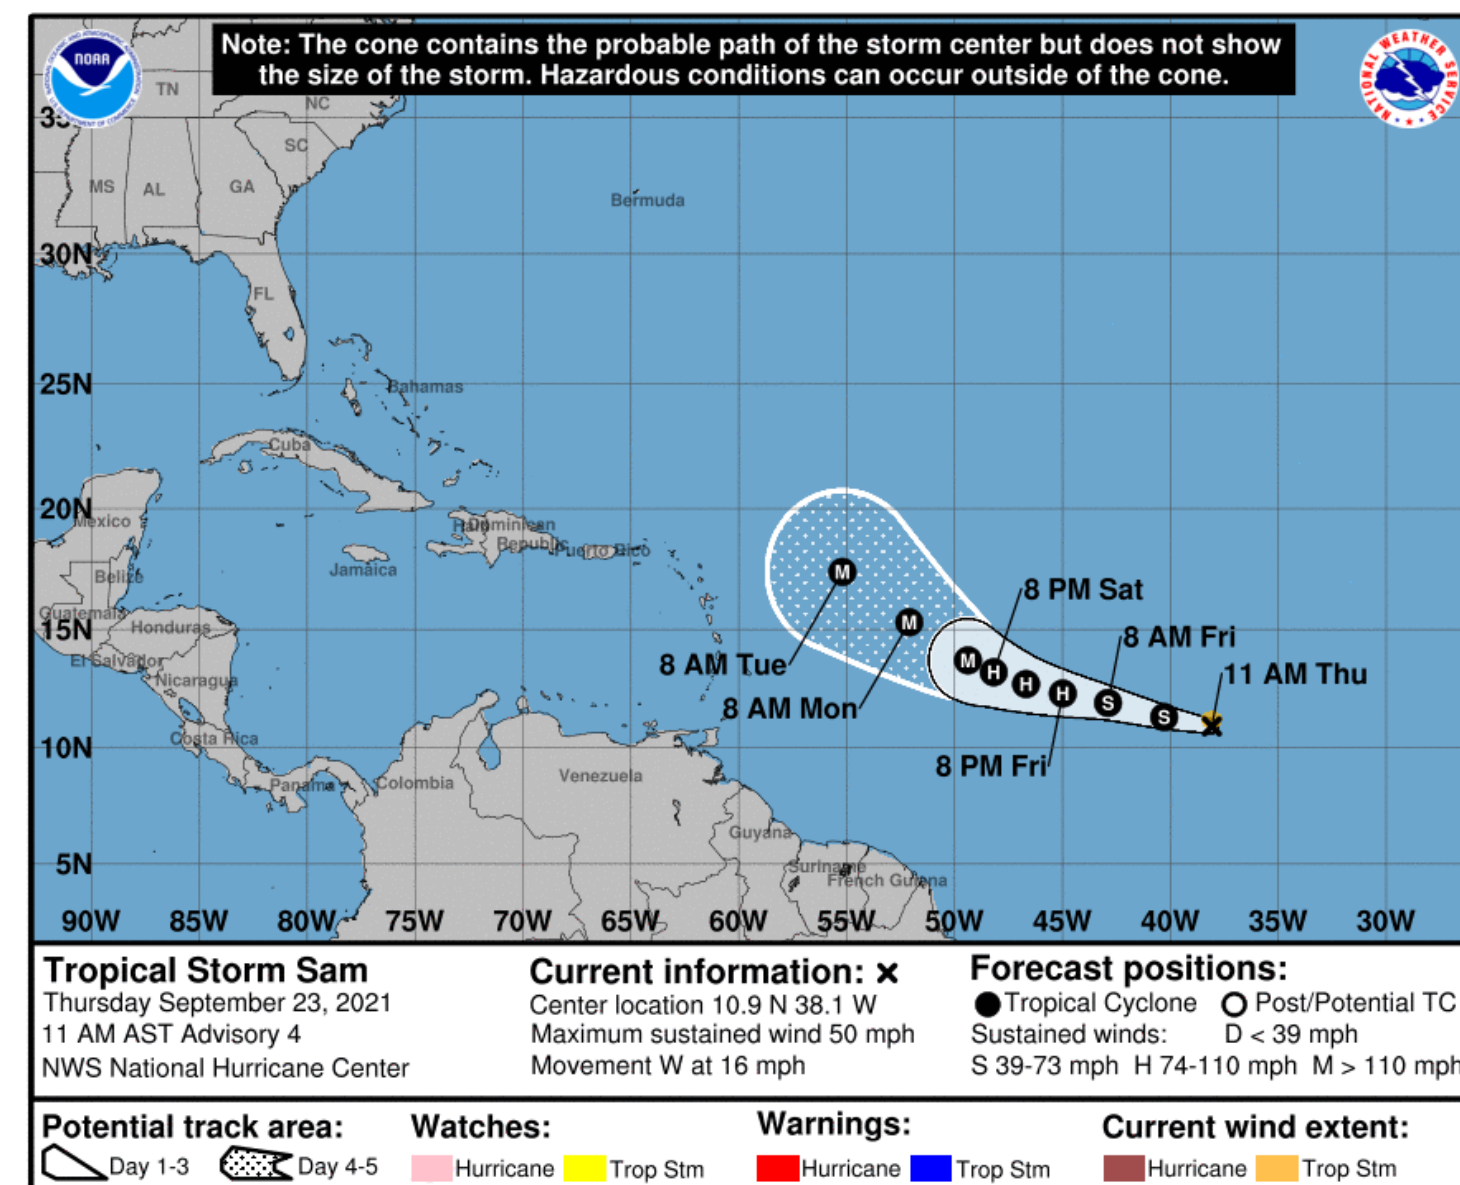 Note: The cone contains the probable path of the storm center but does not show
the size of the storm. Hazardous conditions can occur outside of the cone.
NOAA
NATIONAL WEATHER SERVICE
TN
NC
35
SC
MS AL GA
Bermuda
30N
FL
25N
Bahamas
Cuba
20N
Mexico
Haiti
Dominican
Republic
Puerto Rico
Jamaica
Belize
Guatemala
15N
Honduras
El Salvador
Nicaragua
Costa Rica
10N
Panama
Colombia
Venezuela
Guyana
Suriname
French Guiana
5N
M
M
M
H
H
H
S
S
8 PM Sat
8 AM Fri
8 AM Tue
11 AM Thu
8 AM Mon
8 PM Fri
90W 85W 80W 75W 70W 65W 60W 55W 50W 45W 40W 35W 30W
Tropical Storm Sam
Thursday September 23, 2021
11 AM AST Advisory 4
NWS National Hurricane Center
Current information: ×
Center location 10.9 N 38.1 W
Maximum sustained wind 50 mph
Movement W at 16 mph
Forecast positions:
Tropical Cyclone Post/Potential TC
Sustained winds: D < 39 mph
S 39-73 mph H 74-110 mph M > 110 mph
Potential track area:
Day 1-3 Day 4-5
Watches:
Hurricane Trop Stm
Warnings:
Hurricane Trop Stm
Current wind extent:
Hurricane Trop Stm